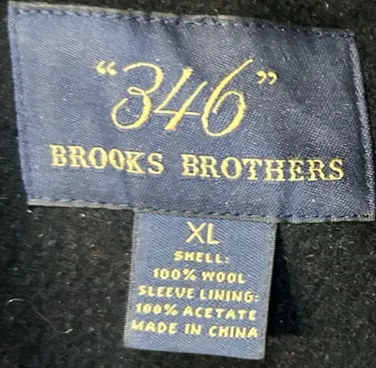 "346"
BROOKS BROTHERS
XL
SHELL:
100% WOOL
SLEEVE LINING:
100% ACETATE
MADE IN CHINA